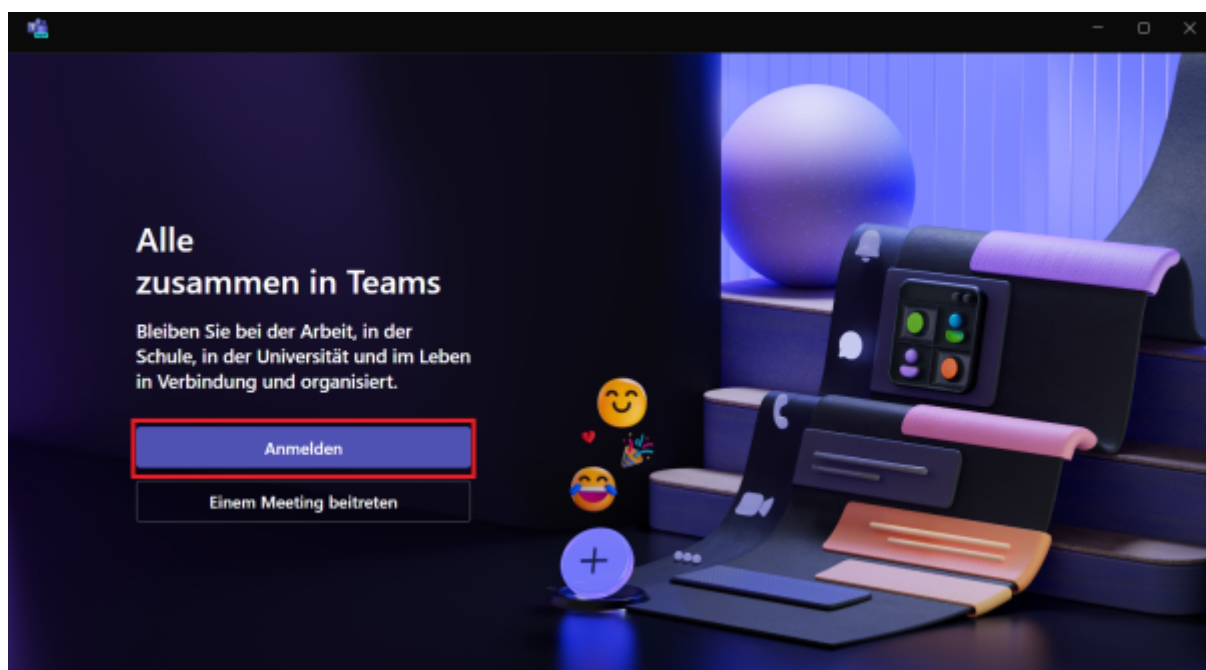 Alle
zusammen in Teams
Bleiben Sie bei der Arbeit, in der
Schule, in der Universität und im Leben
in Verbindung und organisiert.
Anmelden
Einem Meeting beitreten